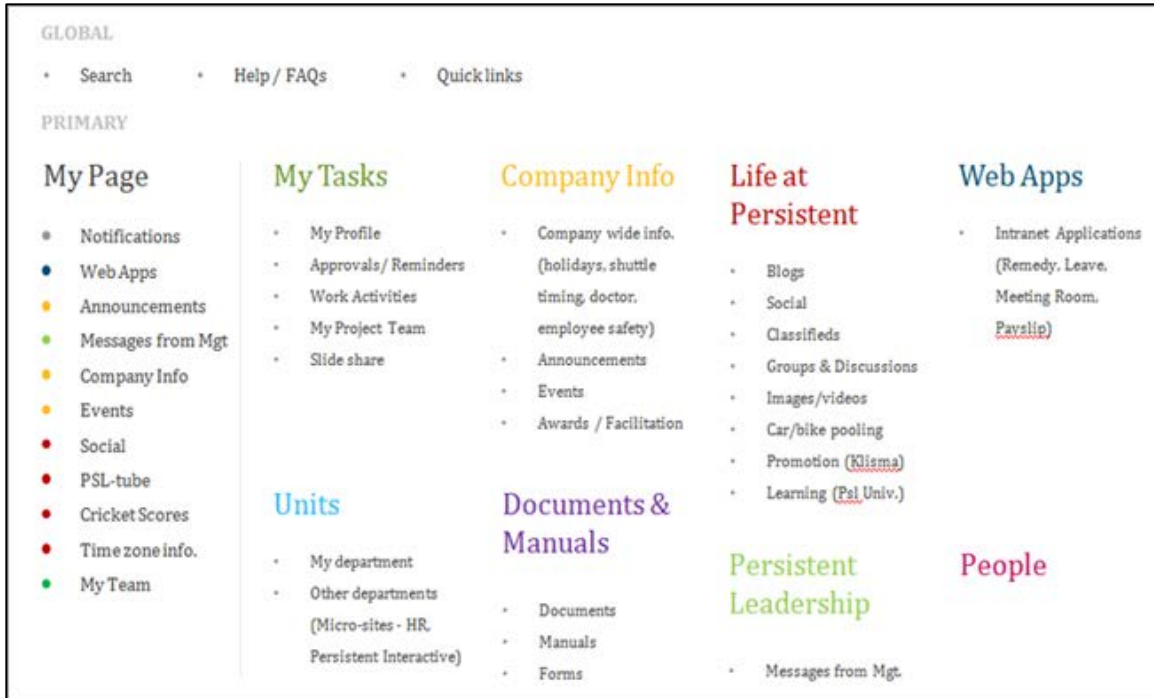 GLOBAL
Search
Help / FAQs
Quick links
PRIMARY
My Page
Notifications
Web Apps
Announcements
Messages from Mgt
Company Info
Events
Social
PSL-tube
Cricket Scores
Time zone info.
My Team
My Tasks
My Profile
Approvals/ Reminders
Work Activities
My Project Team
Slide share
Company Info
Company wide info.
(holidays, shuttle
timing, doctor,
employee safety)
Announcements
Events
Awards / Facilitation
Life at
Persistent
Blogs
Social
Classifieds
Groups & Discussions
Images/videos
Car/bike pooling
Promotion (Klisma)
Learning (Psl Univ.)
Web Apps
Intranet Applications
(Remedy, Leave,
Meeting Room,
Payslip)
Units
My department
Other departments
(Micro-sites - HR,
Persistent Interactive)
Documents &
Manuals
Documents
Manuals
Forms
Persistent
Leadership
Messages from Mgt.
People